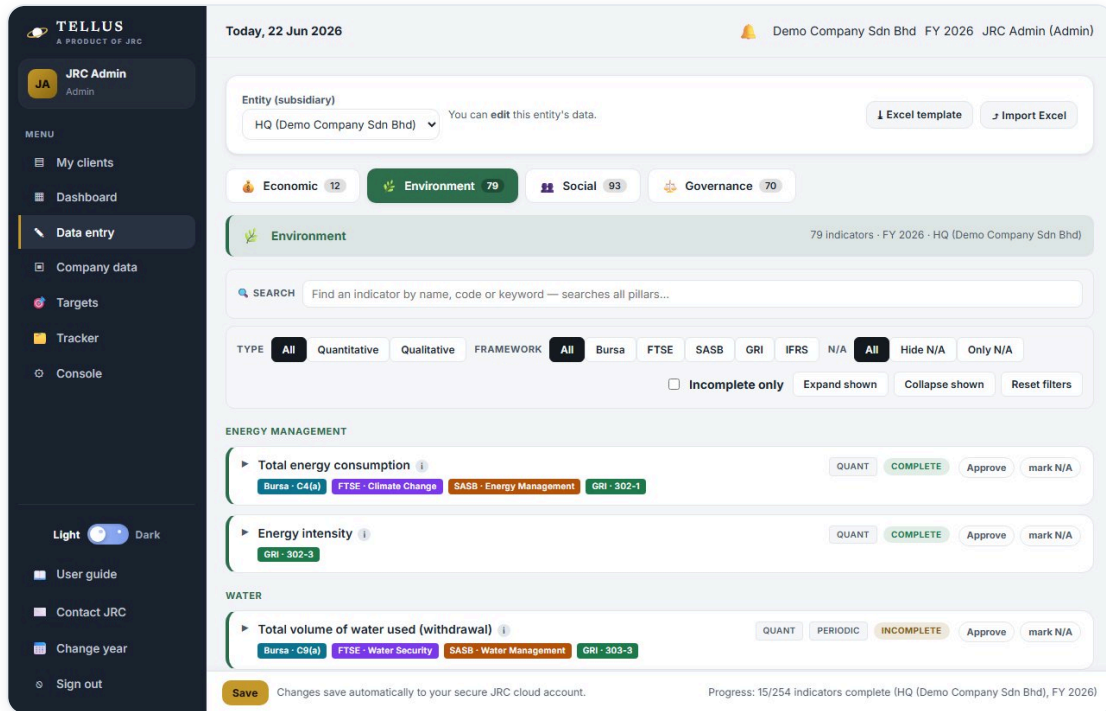 TELLUS
A PRODUCT OF JRC
JA
JRC Admin
Admin
MENU
My clients
Dashboard
Data entry
Company data
Targets
Tracker
Console
Light Dark
User guide
Contact JRC
Change year
Sign out
Today, 22 Jun 2026
Demo Company Sdn Bhd FY 2026 JRC Admin (Admin)
Entity (subsidiary)
HQ (Demo Company Sdn Bhd)
You can edit this entity's data.
Excel template
Import Excel
Economic 12
Environment 79
Social 93
Governance 70
Environment
79 indicators · FY 2026 · HQ (Demo Company Sdn Bhd)
SEARCH Find an indicator by name, code or keyword — searches all pillars...
TYPE All Quantitative Qualitative FRAMEWORK All Bursa FTSE SASB GRI IFRS N/A All Hide N/A Only N/A
Incomplete only Expand shown Collapse shown Reset filters
ENERGY MANAGEMENT
Total energy consumption i
QUANT COMPLETE Approve mark N/A
Bursa · C4(a) FTSE · Climate Change SASB · Energy Management GRI · 302-1
Energy intensity i
QUANT COMPLETE Approve mark N/A
GRI · 302-3
WATER
Total volume of water used (withdrawal) i
QUANT PERIODIC INCOMPLETE Approve mark N/A
Bursa · C9(a) FTSE · Water Security SASB · Water Management GRI · 303-3
Save Changes save automatically to your secure JRC cloud account.
Progress: 15/254 indicators complete (HQ (Demo Company Sdn Bhd), FY 2026)